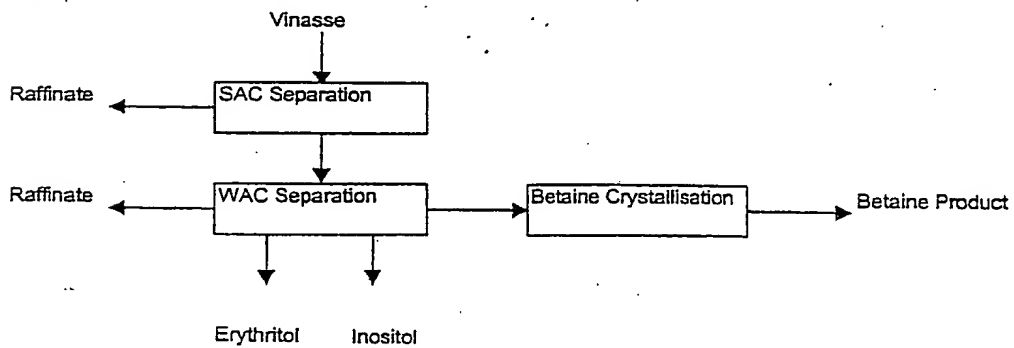 Vinasse
Raffinate
SAC Separation
Raffinate
WAC Separation
Betaine Crystallisation
Betaine Product
Erythritol
Inositol